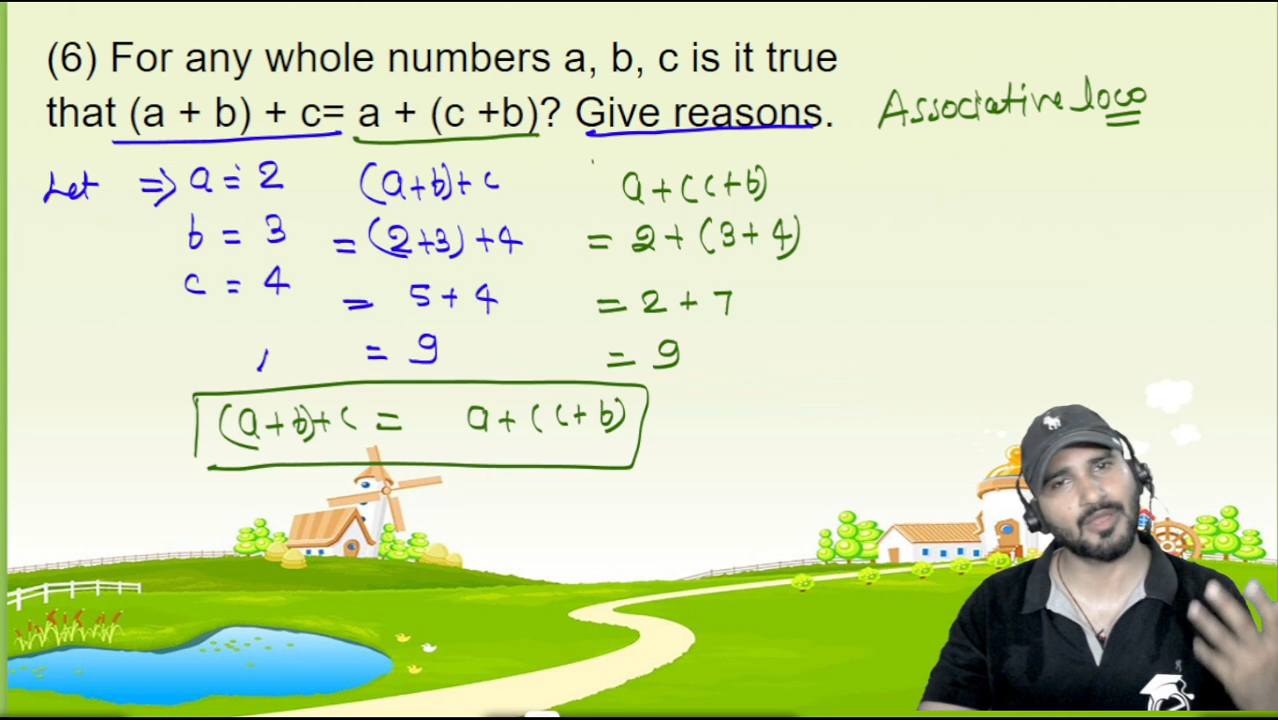 (6) For any whole numbers a, b, c is it true
that (a + b) + c= a + (c +b)? Give reasons.
Associative law
Let ⇒ a = 2
b = 3
c = 4
(a+b)+c
= (2+3)+4
= 5+4
= 9
a+(c+b)
= 2+(3+4)
= 2+7
= 9
(a+b)+c = a+(c+b)